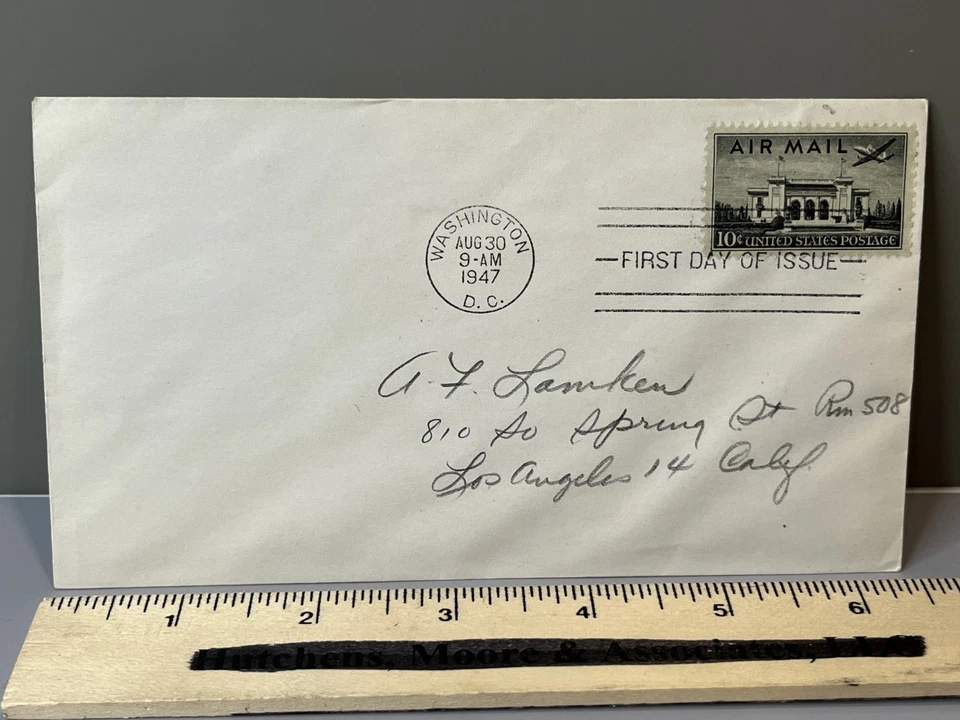 AIR MAIL
10¢ UNITED STATES POSTAGE
WASHINGTON
AUG 30
9-AM
1947
D. C.
FIRST DAY OF ISSUE
A. F. Lamken
810 So Spring St Rm 508
Los Angeles 14 Calif.
1 2 3 4 5 6
Hutchens, Moore & Associates, LLC